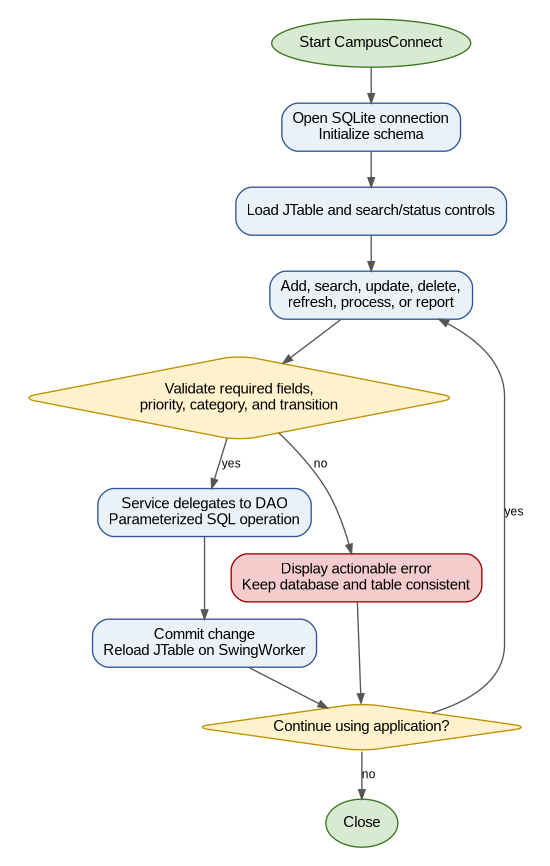 Start CampusConnect
Open SQLite connection
Initialize schema
Load JTable and search/status controls
Add, search, update, delete,
refresh, process, or report
Validate required fields,
priority, category, and transition
yes
no
Service delegates to DAO
Parameterized SQL operation
yes
Display actionable error
Keep database and table consistent
Commit change
Reload JTable on SwingWorker
Continue using application?
no
Close